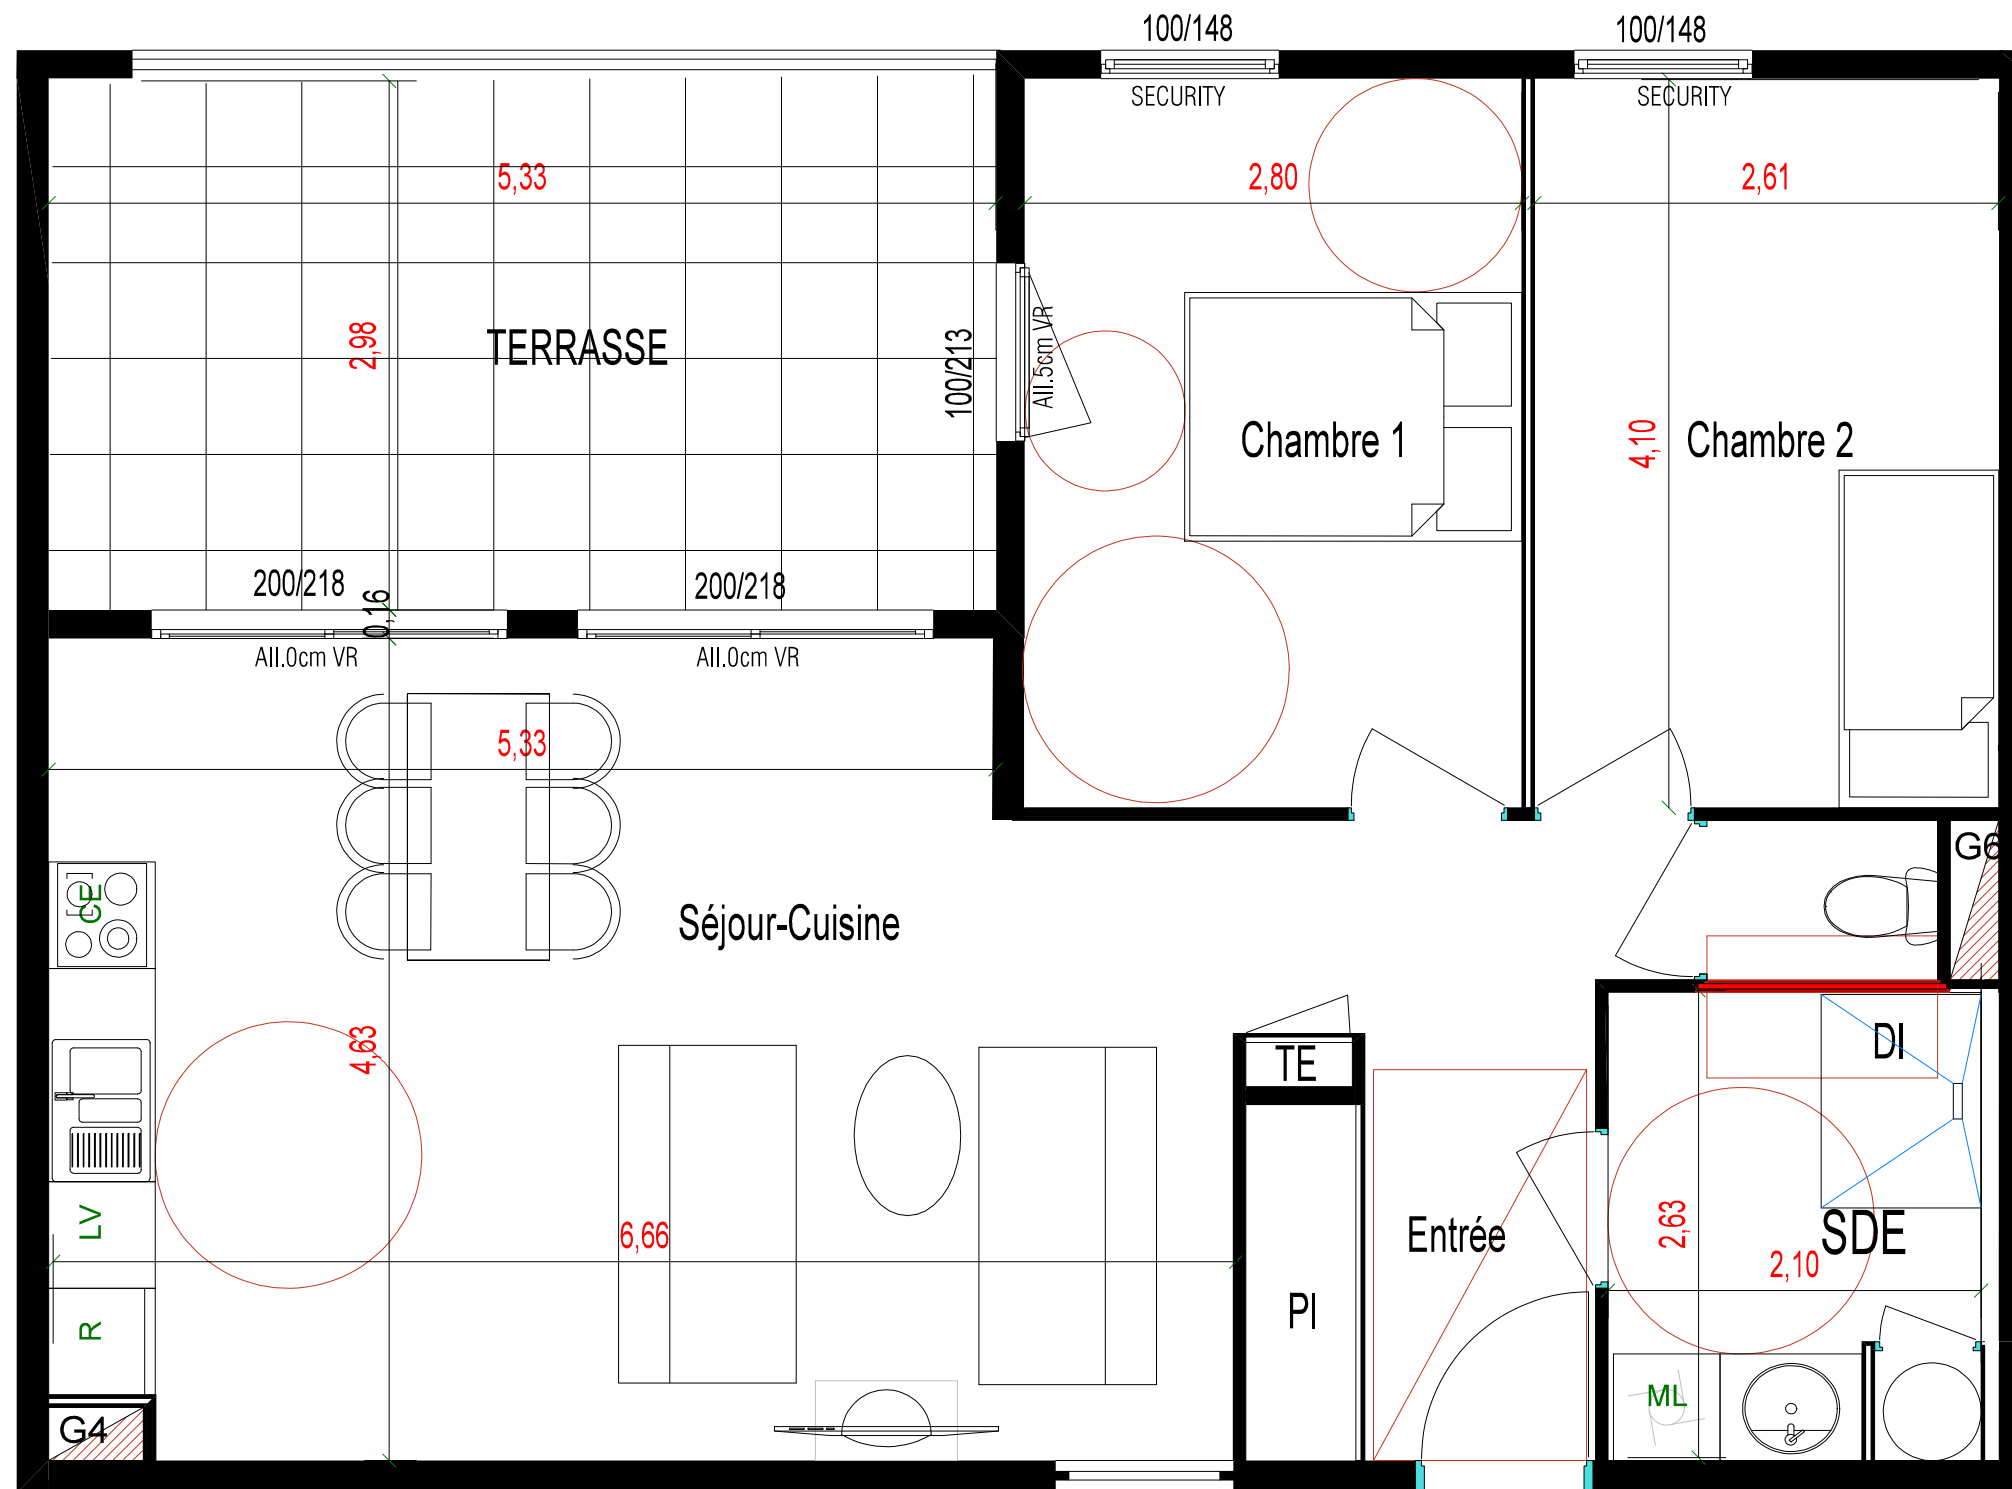 100/148
100/148
SECURITY
SECURITY
5,33
2,80
2,61
2,98
TERRASSE
100/213
All.5cm VR
Chambre 1
4,10
Chambre 2
200/218
0,16
200/218
All.0cm VR
All.0cm VR
5,33
CE
Séjour-Cuisine
G6
4,63
TE
DI
LV
6,66
Entrée
2,63
SDE
2,10
R
PI
ML
G4